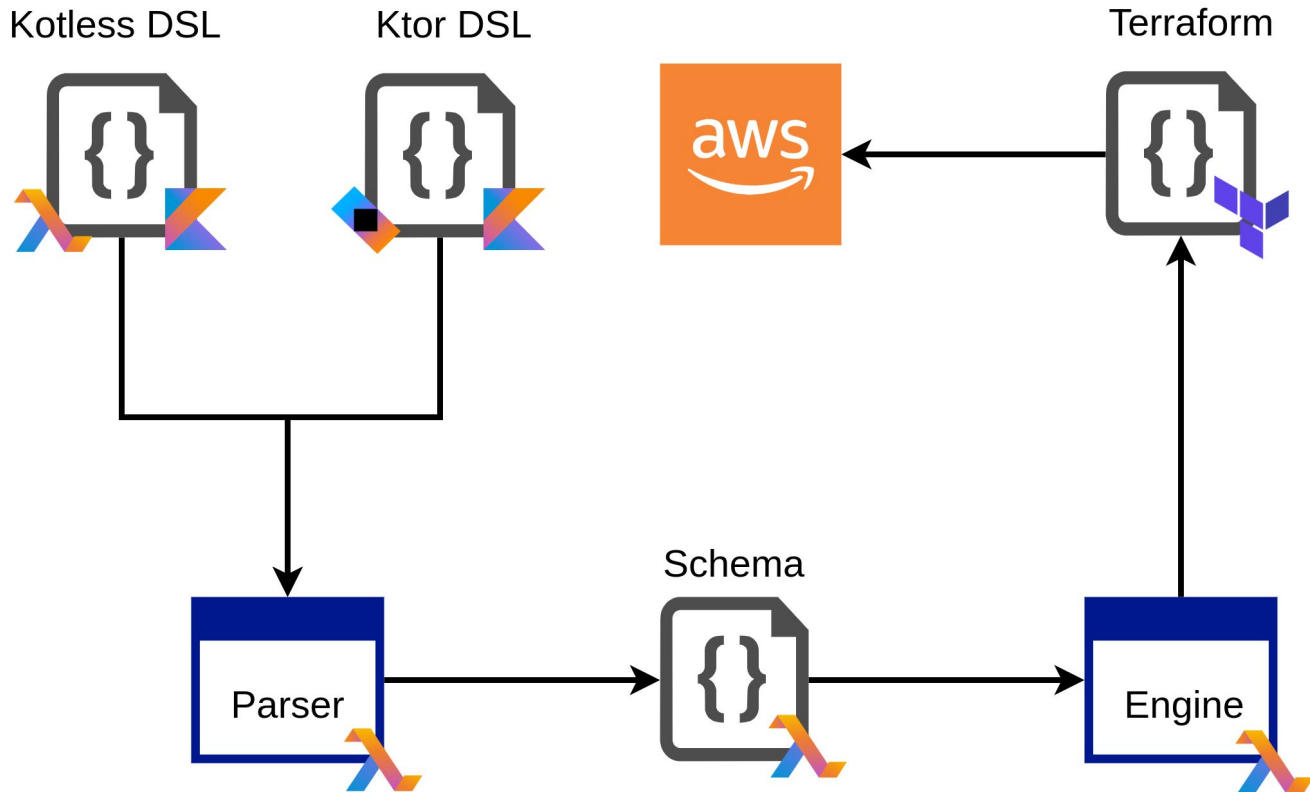 Kotless DSL
Ktor DSL
Terraform
{}
{}
aws
{}
Schema
Parser
{}
Engine